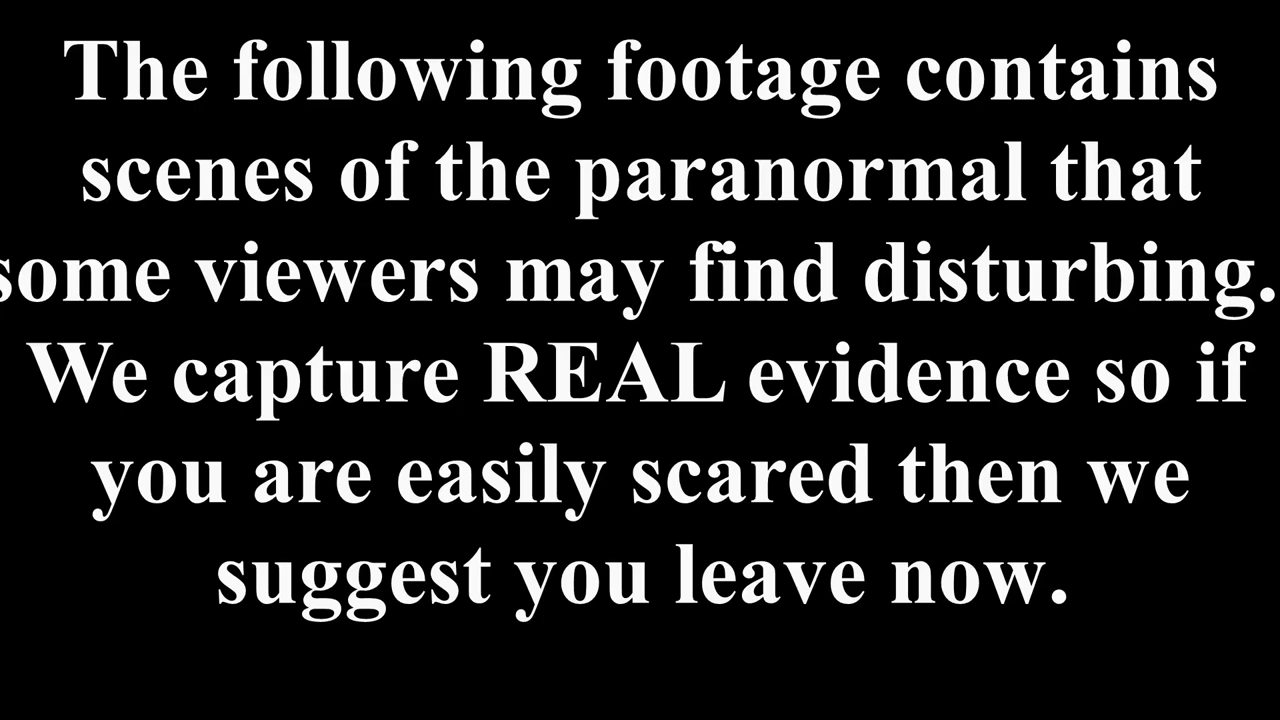 The following footage contains
scenes of the paranormal that
some viewers may find disturbing.
We capture REAL evidence so if
you are easily scared then we
suggest you leave now.